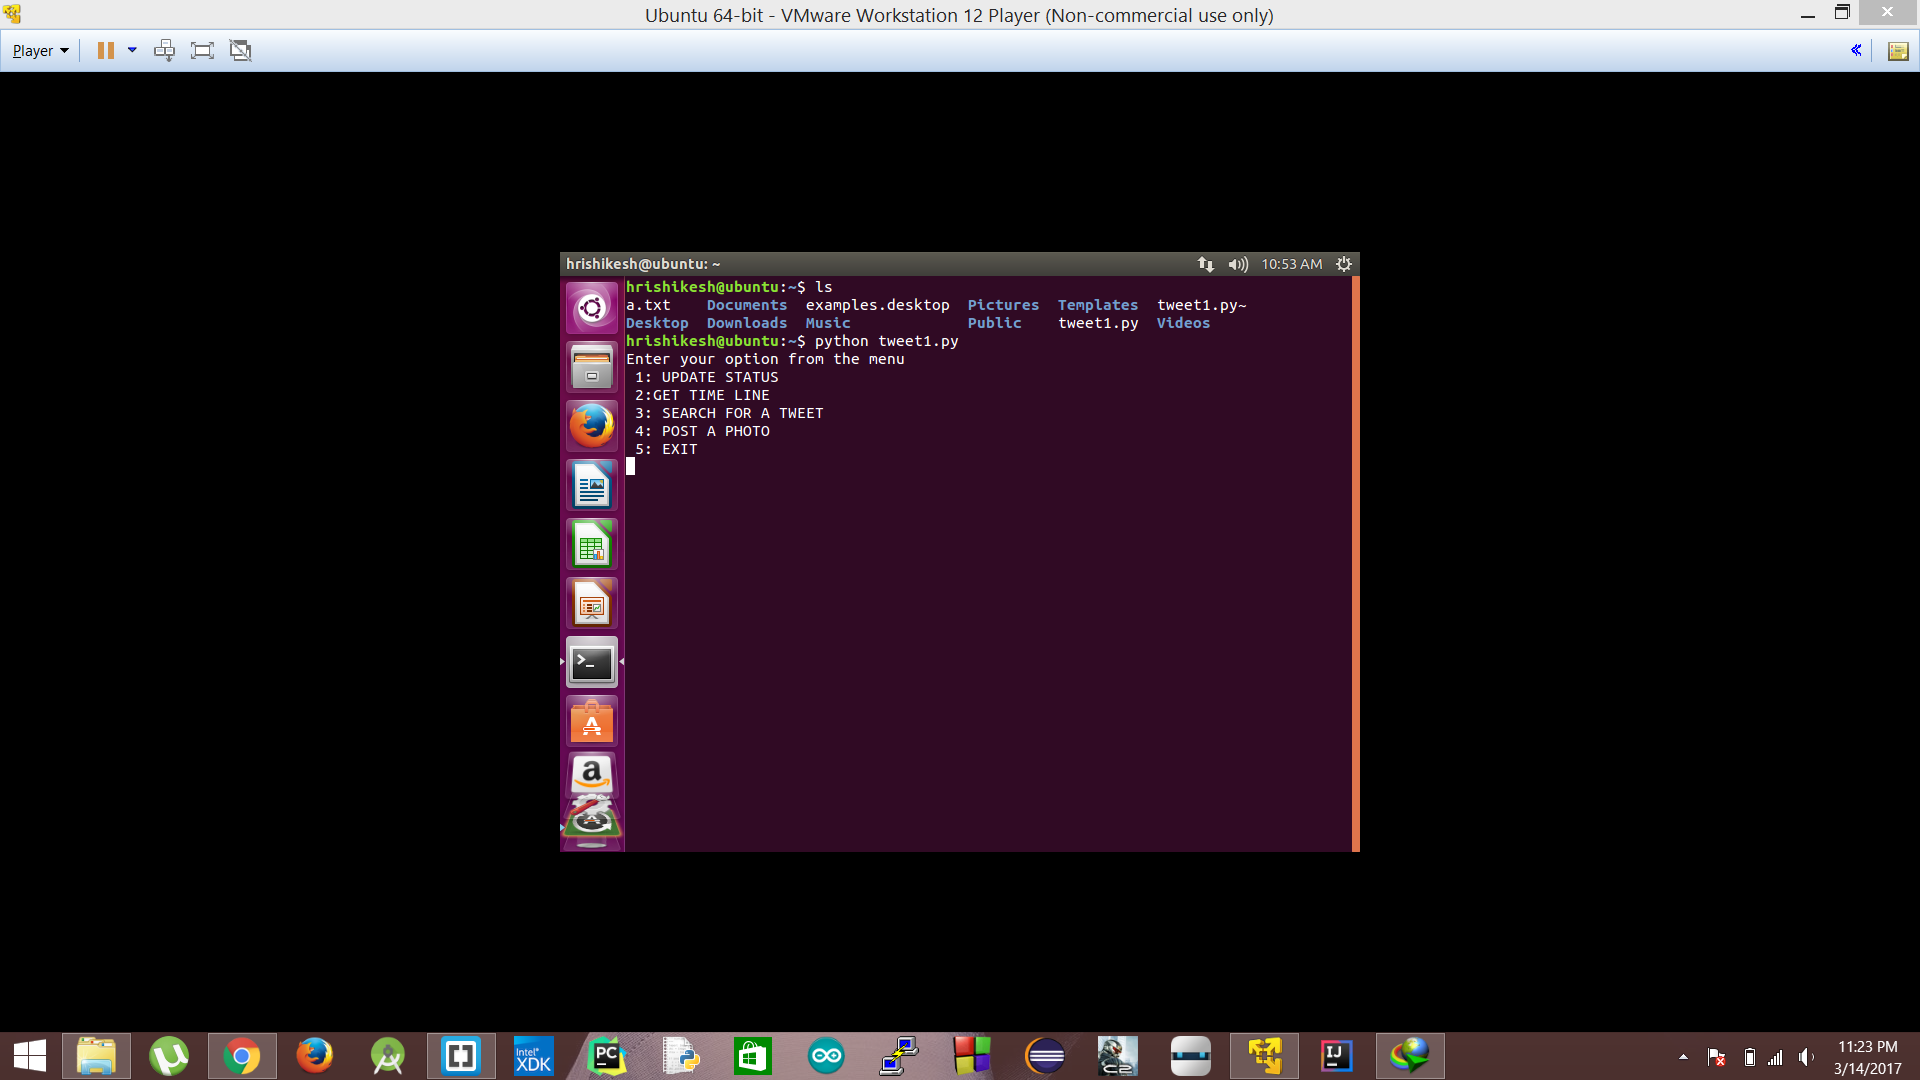 Ubuntu 64-bit - VMware Workstation 12 Player (Non-commercial use only)
Player
hrishikesh@ubuntu: ~
10:53 AM
hrishikesh@ubuntu:~$ ls
a.txt    Documents  examples.desktop  Pictures  Templates  tweet1.py~
Desktop  Downloads  Music             Public    tweet1.py  Videos
hrishikesh@ubuntu:~$ python tweet1.py
Enter your option from the menu
1: UPDATE STATUS
2:GET TIME LINE
3: SEARCH FOR A TWEET
4: POST A PHOTO
5: EXIT
a
Intel®
XDK
PC
C2
IJ
11:23 PM
3/14/2017